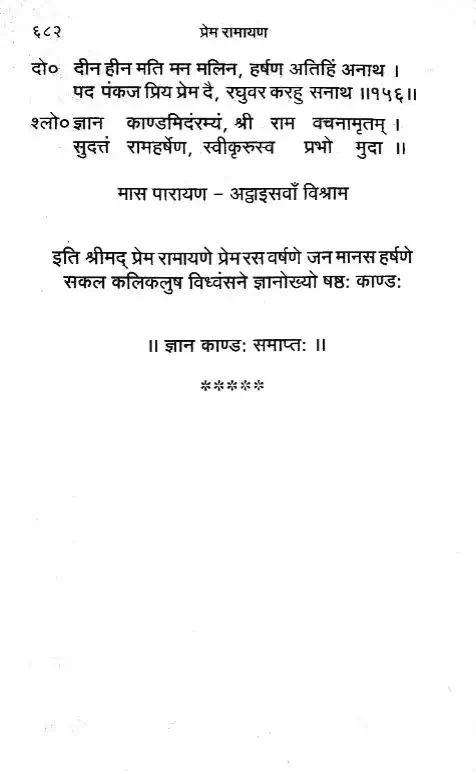 ६८२ प्रेम रामायण
दो० दीन हीन मति मन मलिन, हर्षण अतिहिं अनाथ ।
पद पंकज प्रिय प्रेम दै, रघुवर करहु सनाथ ॥१५६॥
श्लो० ज्ञान काण्डमिदंरम्यं, श्री राम वचनामृतम् ।
सुदत्तं रामहर्षेण, स्वीकुरुस्व प्रभो मुदा ॥
मास पारायण – अट्ठाइसवाँ विश्राम
इति श्रीमद् प्रेम रामायणे प्रेमरस वर्षणे जन मानस हर्षणे
सकल कलिकलुष विध्वंसने ज्ञानोख्यो षष्ठः काण्डः
॥ ज्ञान काण्डः समाप्तः ॥
*****